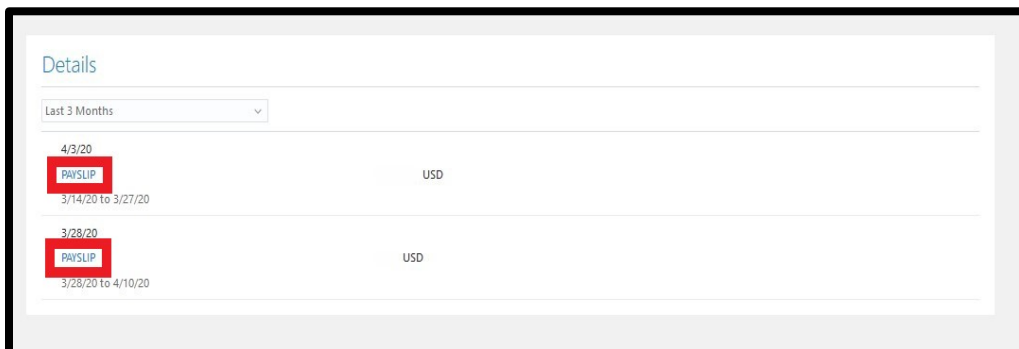 Details
Last 3 Months
4/3/20
PAYSLIP
USD
3/14/20 to 3/27/20
3/28/20
PAYSLIP
USD
3/28/20 to 4/10/20